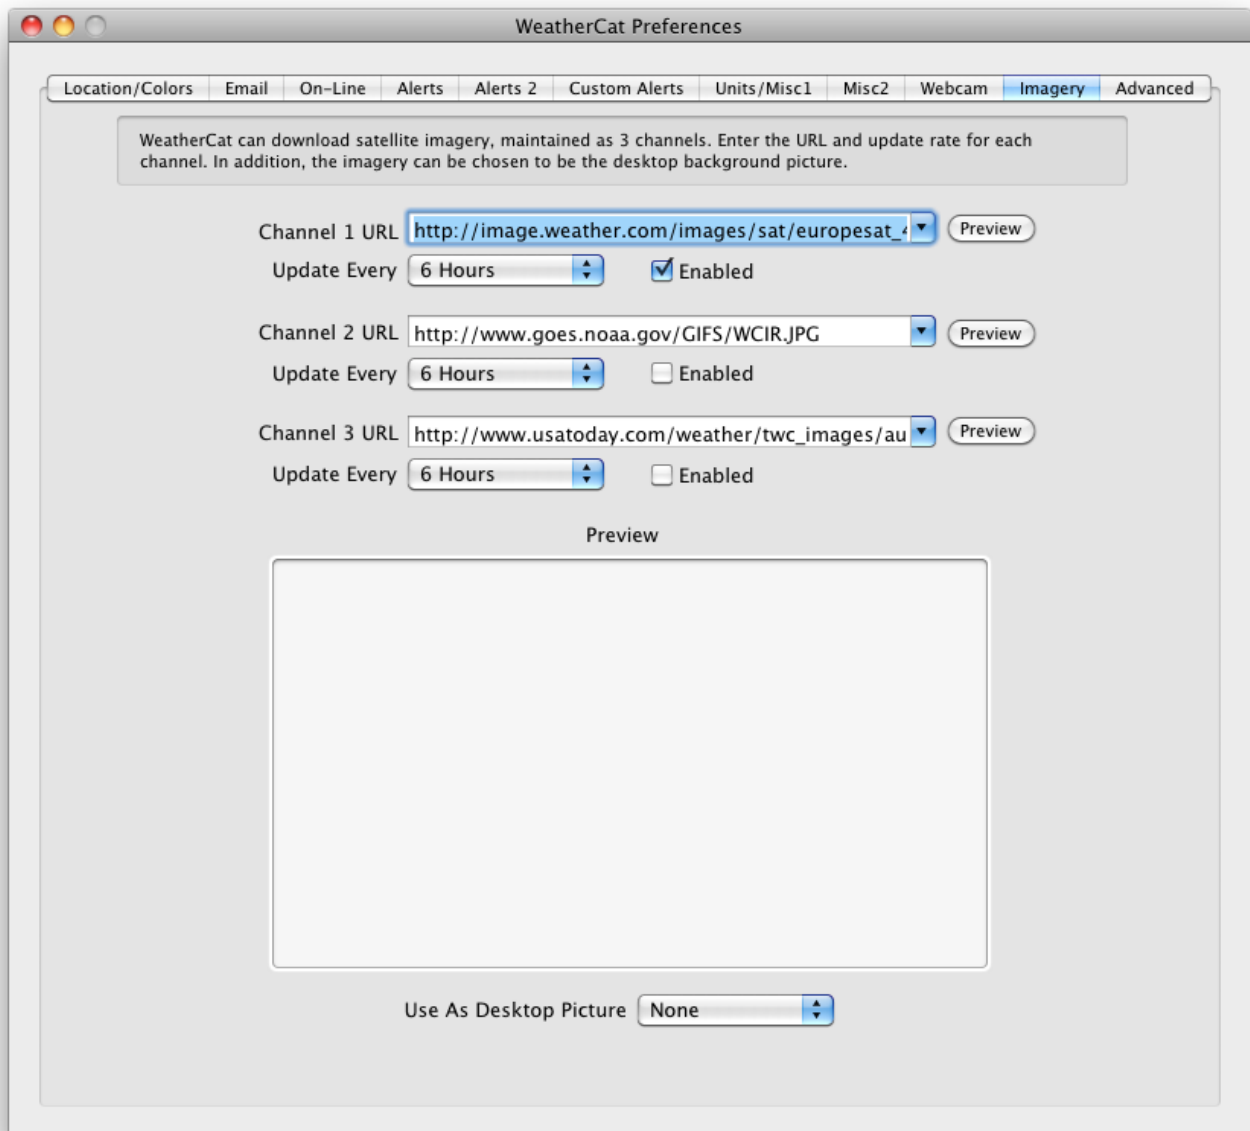 WeatherCat Preferences
Location/Colors Email On-Line Alerts Alerts 2 Custom Alerts Units/Misc1 Misc2 Webcam Imagery Advanced
WeatherCat can download satellite imagery, maintained as 3 channels. Enter the URL and update rate for each
channel. In addition, the imagery can be chosen to be the desktop background picture.
Channel 1 URL http://image.weather.com/images/sat/europesat_4 Preview
Update Every 6 Hours Enabled
Channel 2 URL http://www.goes.noaa.gov/GIFS/WCIR.JPG Preview
Update Every 6 Hours Enabled
Channel 3 URL http://www.usatoday.com/weather/twc_images/au Preview
Update Every 6 Hours Enabled
Preview
Use As Desktop Picture None